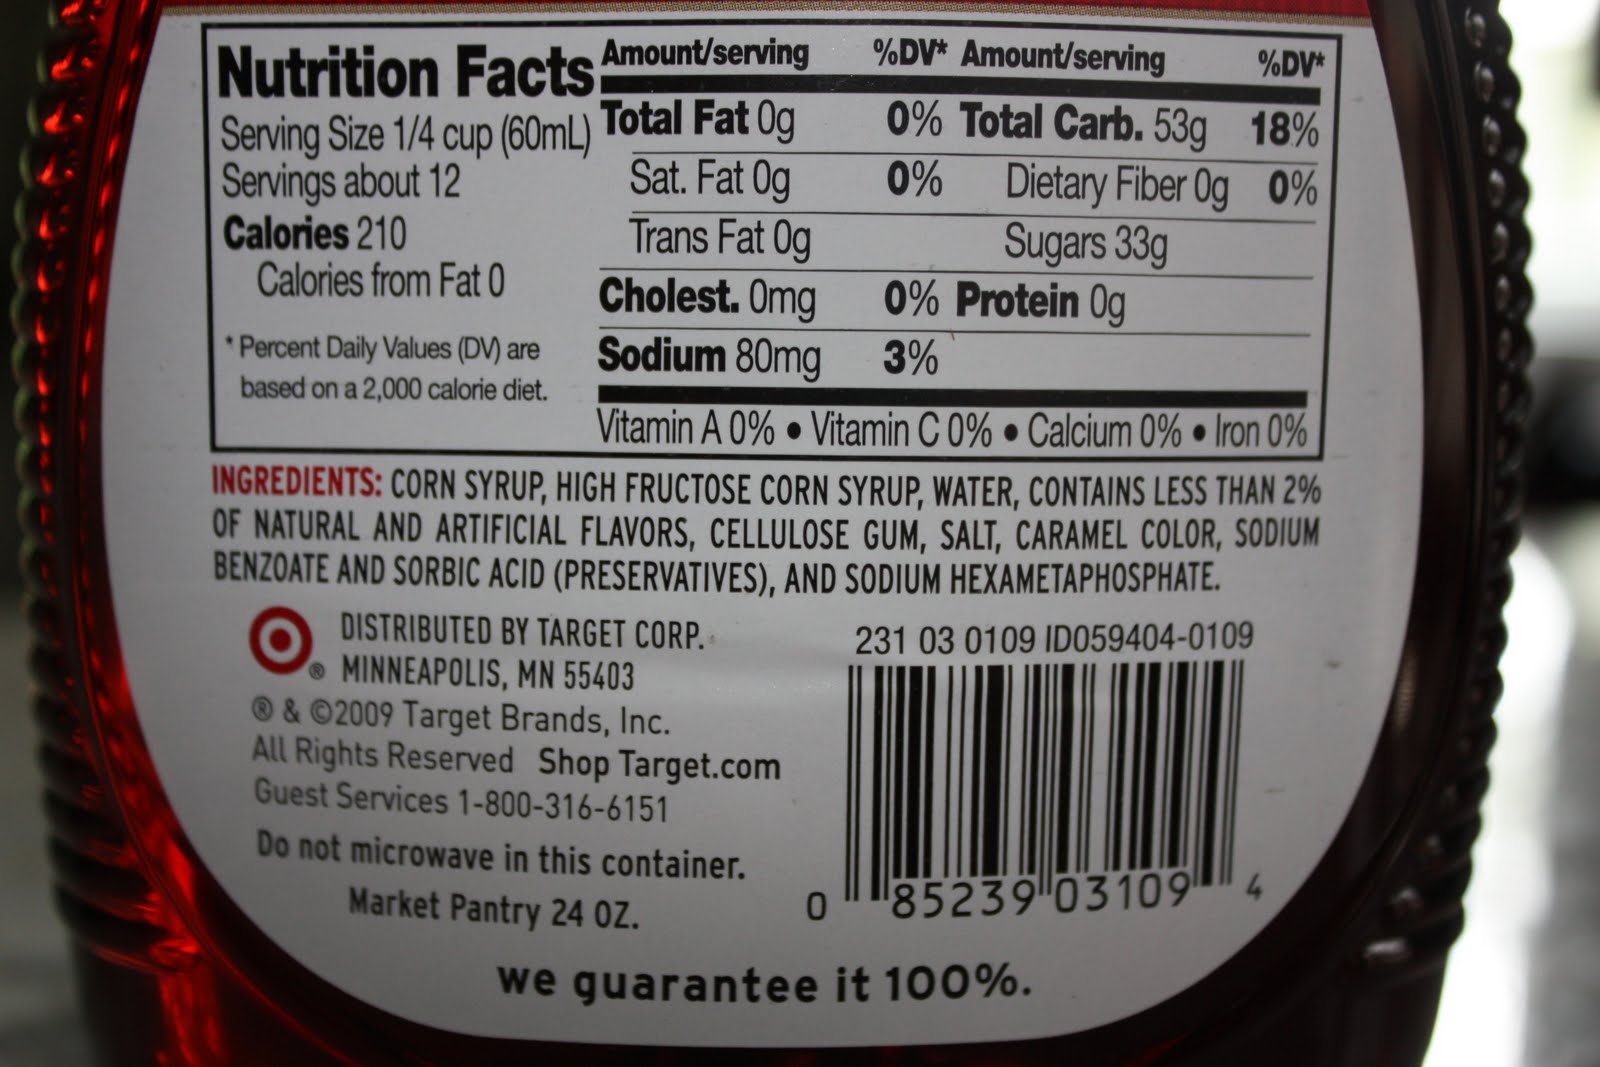 Nutrition Facts
Serving Size 1/4 cup (60mL)
Servings about 12
Calories 210
Calories from Fat 0
* Percent Daily Values (DV) are
based on a 2,000 calorie diet.
Amount/serving %DV* Amount/serving %DV*
Total Fat 0g 0% Total Carb. 53g 18%
Sat. Fat 0g 0% Dietary Fiber 0g 0%
Trans Fat 0g Sugars 33g
Cholest. 0mg 0% Protein 0g
Sodium 80mg 3%
Vitamin A 0% • Vitamin C 0% • Calcium 0% • Iron 0%
INGREDIENTS: CORN SYRUP, HIGH FRUCTOSE CORN SYRUP, WATER, CONTAINS LESS THAN 2%
OF NATURAL AND ARTIFICIAL FLAVORS, CELLULOSE GUM, SALT, CARAMEL COLOR, SODIUM
BENZOATE AND SORBIC ACID (PRESERVATIVES), AND SODIUM HEXAMETAPHOSPHATE.
® DISTRIBUTED BY TARGET CORP.
MINNEAPOLIS, MN 55403
® & ©2009 Target Brands, Inc.
All Rights Reserved Shop Target.com
Guest Services 1-800-316-6151
Do not microwave in this container.
Market Pantry 24 OZ.
231 03 0109 ID059404-0109
0 85239 03109 4
we guarantee it 100%.